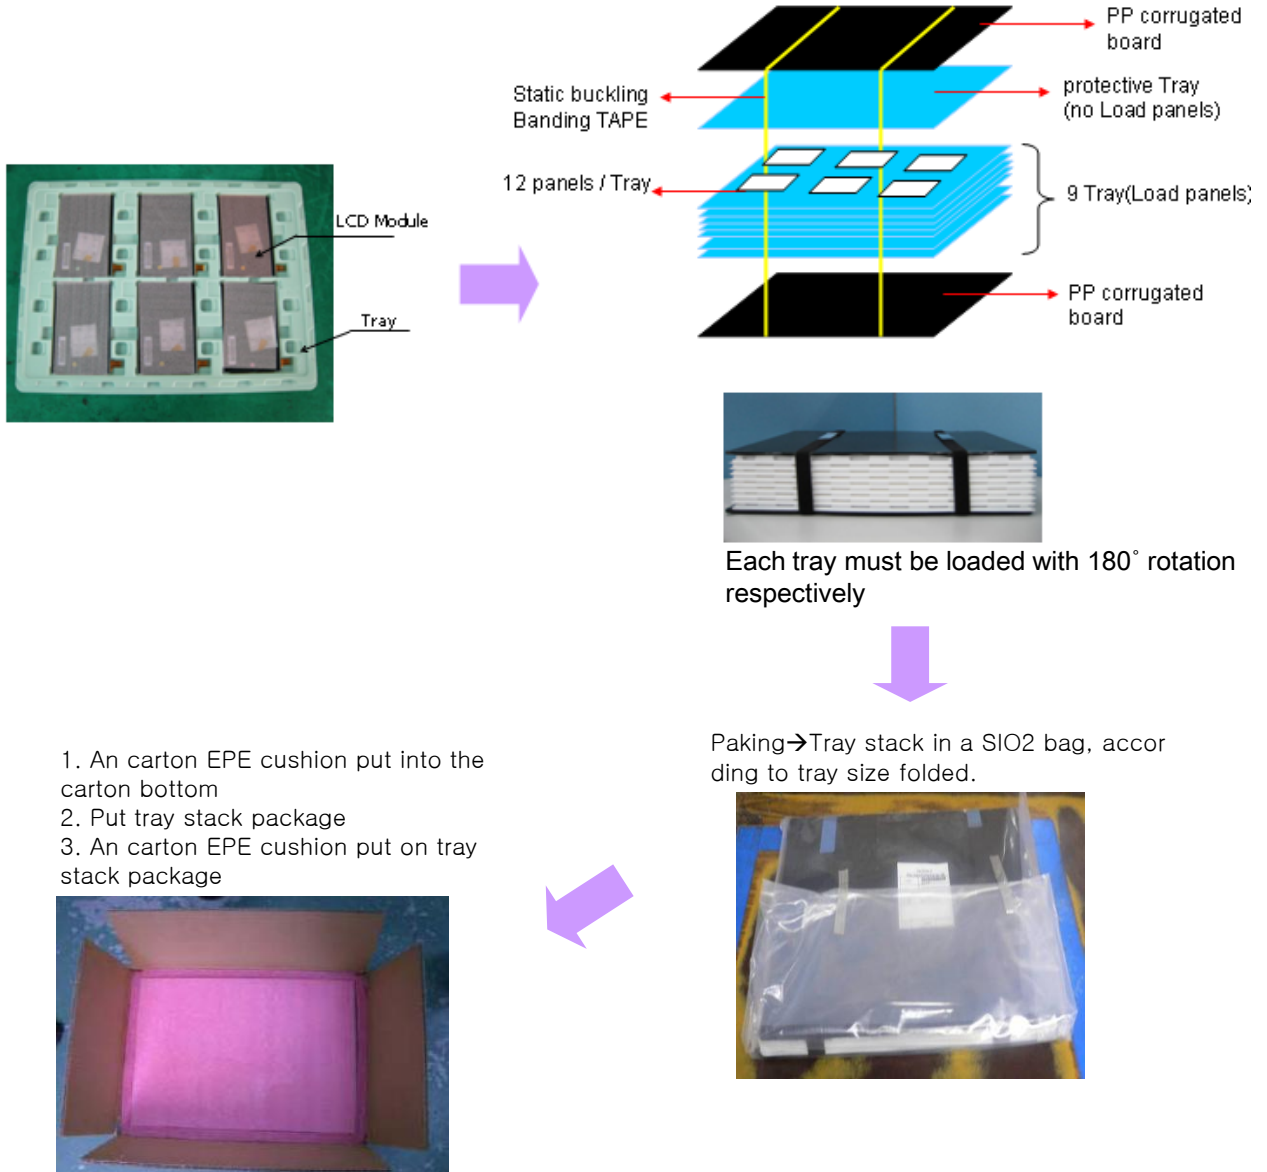 PP corrugated
board
Static buckling
Banding TAPE
protective Tray
(no Load panels)
12 panels / Tray
9 Tray(Load panels)
LCD Module
Tray
PP corrugated
board
Each tray must be loaded with 180˚ rotation
respectively
Paking→Tray stack in a SIO2 bag, accor
ding to tray size folded.
1. An carton EPE cushion put into the
carton bottom
2. Put tray stack package
3. An carton EPE cushion put on tray
stack package